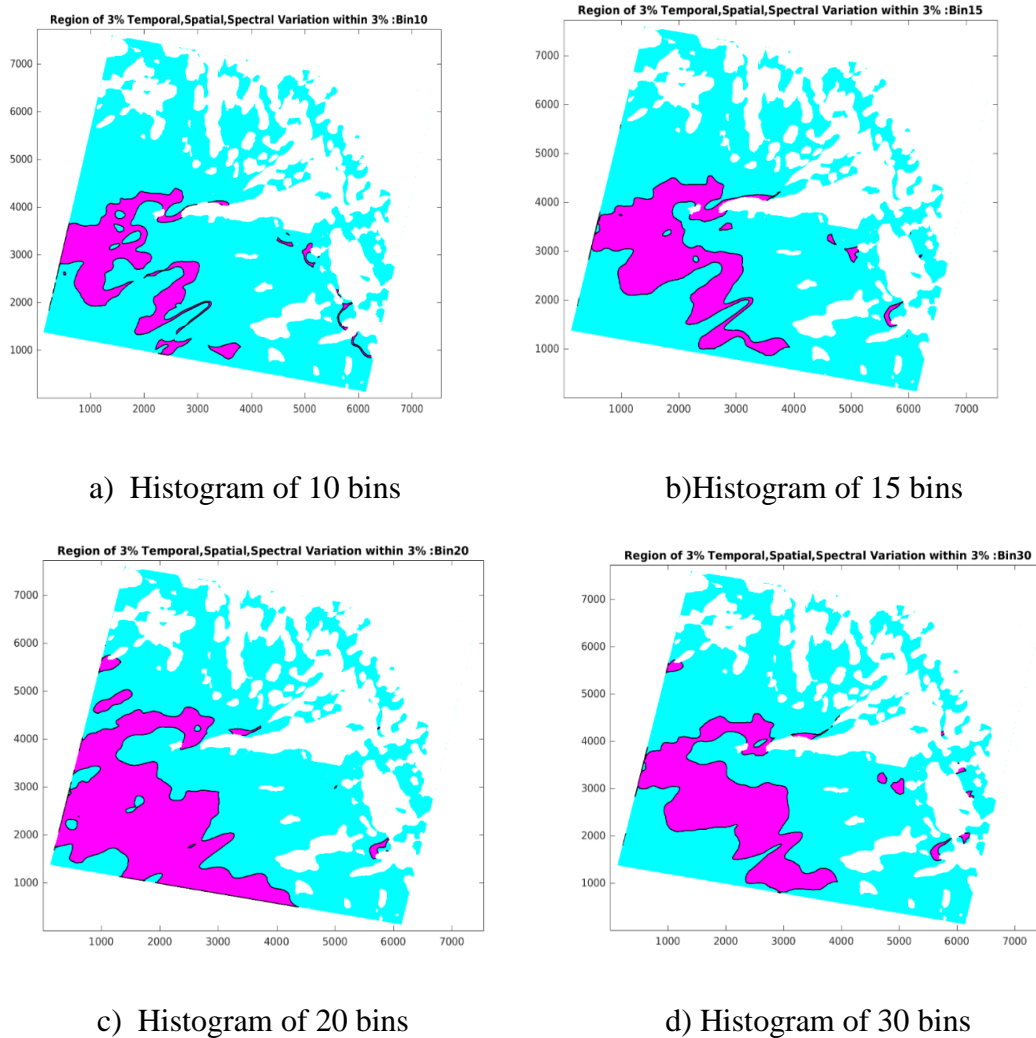 Region of 3% Temporal,Spatial,Spectral Variation within 3% :Bin10
7000
6000
5000
4000
3000
2000
1000
1000 2000 3000 4000 5000 6000 7000
a) Histogram of 10 bins
Region of 3% Temporal,Spatial,Spectral Variation within 3% :Bin15
7000
6000
5000
4000
3000
2000
1000
1000 2000 3000 4000 5000 6000 7000
b)Histogram of 15 bins
Region of 3% Temporal,Spatial,Spectral Variation within 3% :Bin20
7000
6000
5000
4000
3000
2000
1000
1000 2000 3000 4000 5000 6000 7000
c) Histogram of 20 bins
Region of 3% Temporal,Spatial,Spectral Variation within 3% :Bin30
7000
6000
5000
4000
3000
2000
1000
1000 2000 3000 4000 5000 6000 7000
d) Histogram of 30 bins